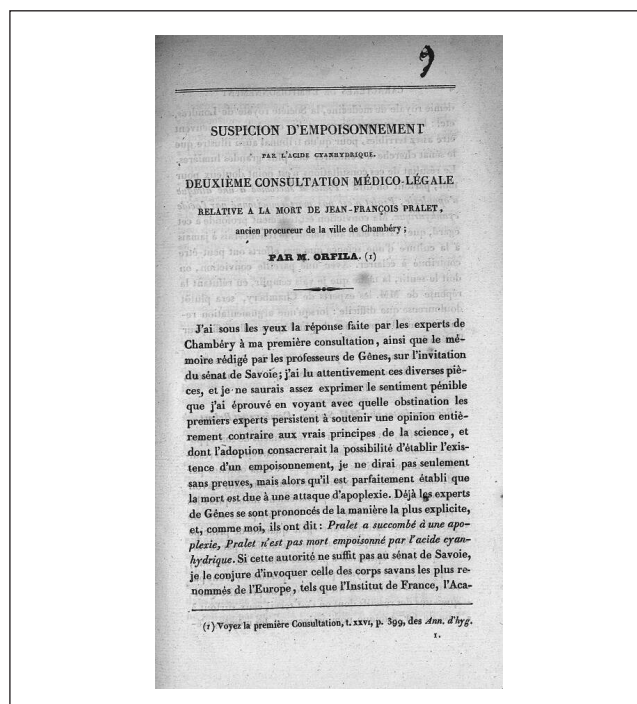 9
SUSPICION D'EMPOISONNEMENT
PAR L'ACIDE CYANHYDRIQUE.
DEUXIÈME CONSULTATION MÉDICO-LÉGALE
RELATIVE A LA MORT DE JEAN-FRANÇOIS PRALET,
ancien procureur de la ville de Chambéry;
PAR M. ORFILA. (1)
J'ai sous les yeux la réponse faite par les experts de
Chambéry à ma première consultation, ainsi que le mé-
moire rédigé par les professeurs de Gênes, sur l'invitation
du sénat de Savoie; j'ai lu attentivement ces diverses piè-
ces, et je ne saurais assez exprimer le sentiment pénible
que j'ai éprouvé en voyant avec quelle obstination les
premiers experts persistent à soutenir une opinion entiè-
rement contraire aux vrais principes de la science, et
dont l'adoption consacrerait la possibilité d'établir l'exis-
tence d'un empoisonnement, je ne dirai pas seulement
sans preuves, mais alors qu'il est parfaitement établi que
la mort est due à une attaque d'apoplexie. Déjà les experts
de Gênes se sont prononcés de la manière la plus explicite,
et, comme moi, ils ont dit : Pralet a succombé à une apo-
plexie, Pralet n'est pas mort empoisonné par l'acide cyan-
hydrique. Si cette autorité ne suffit pas au sénat de Savoie,
je le conjure d'invoquer celle des corps savans les plus re-
nommés de l'Europe, tels que l'Institut de France, l'Aca-
(1) Voyez la première Consultation, t. XXVI, p. 399, des Ann. d'hyg.
1.